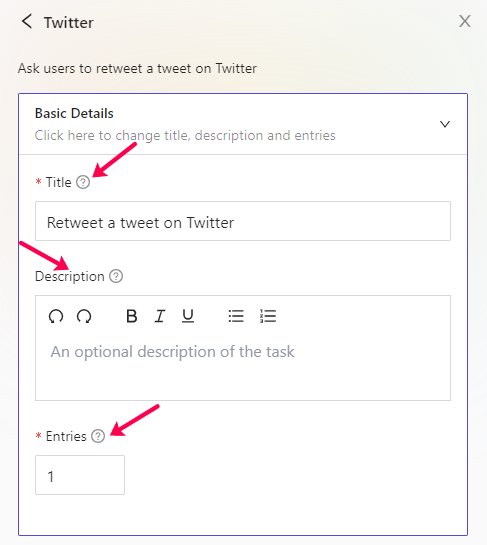 Twitter
Ask users to retweet a tweet on Twitter
Basic Details
Click here to change title, description and entries
* Title
Retweet a tweet on Twitter
Description
B I U
An optional description of the task
* Entries
1